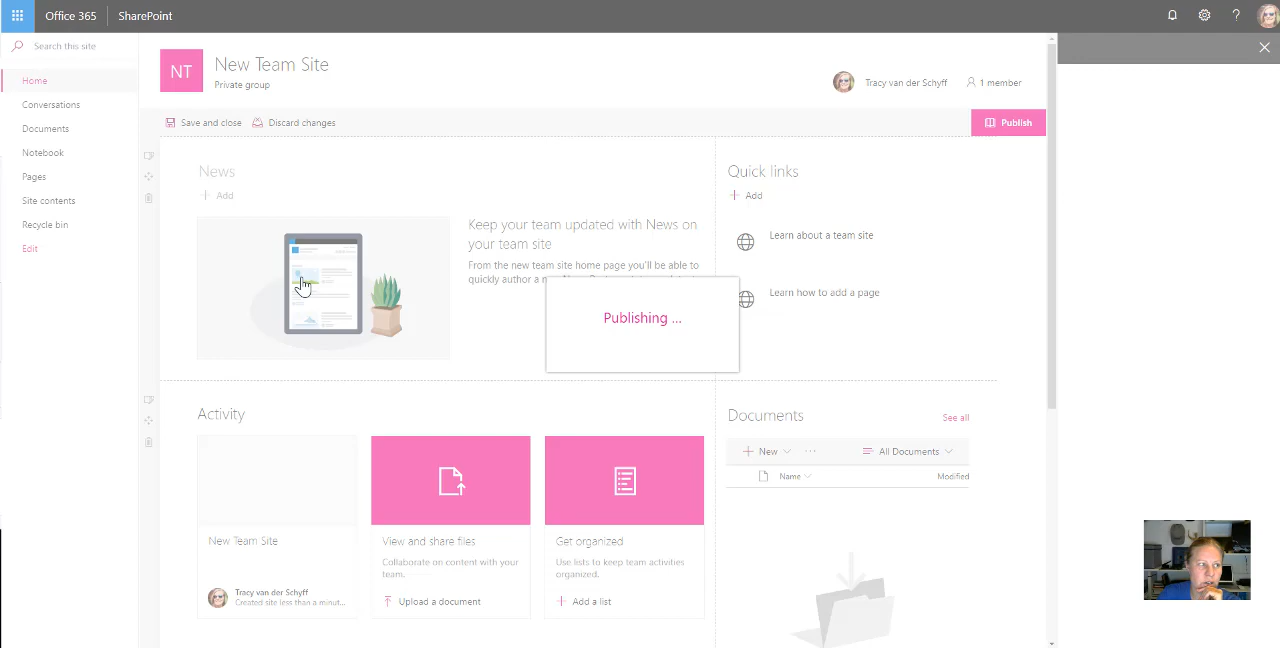 Office 365 SharePoint
Search this site
Home
Conversations
Documents
Notebook
Pages
Site contents
Recycle bin
Edit
NT
New Team Site
Private group
Tracy van der Schyff 1 member
Save and close Discard changes
Publish
News
Add
Keep your team updated with News on
your team site
From the new team site home page you'll be able to
quickly author a
Publishing ...
Quick links
Add
Learn about a team site
Learn how to add a page
Activity
New Team Site
Tracy van der Schyff
Created site less than a minut...
View and share files
Collaborate on content with your
team.
Upload a document
Get organized
Use lists to keep team activities
organized.
Add a list
Documents
See all
New ... All Documents
Name Modified